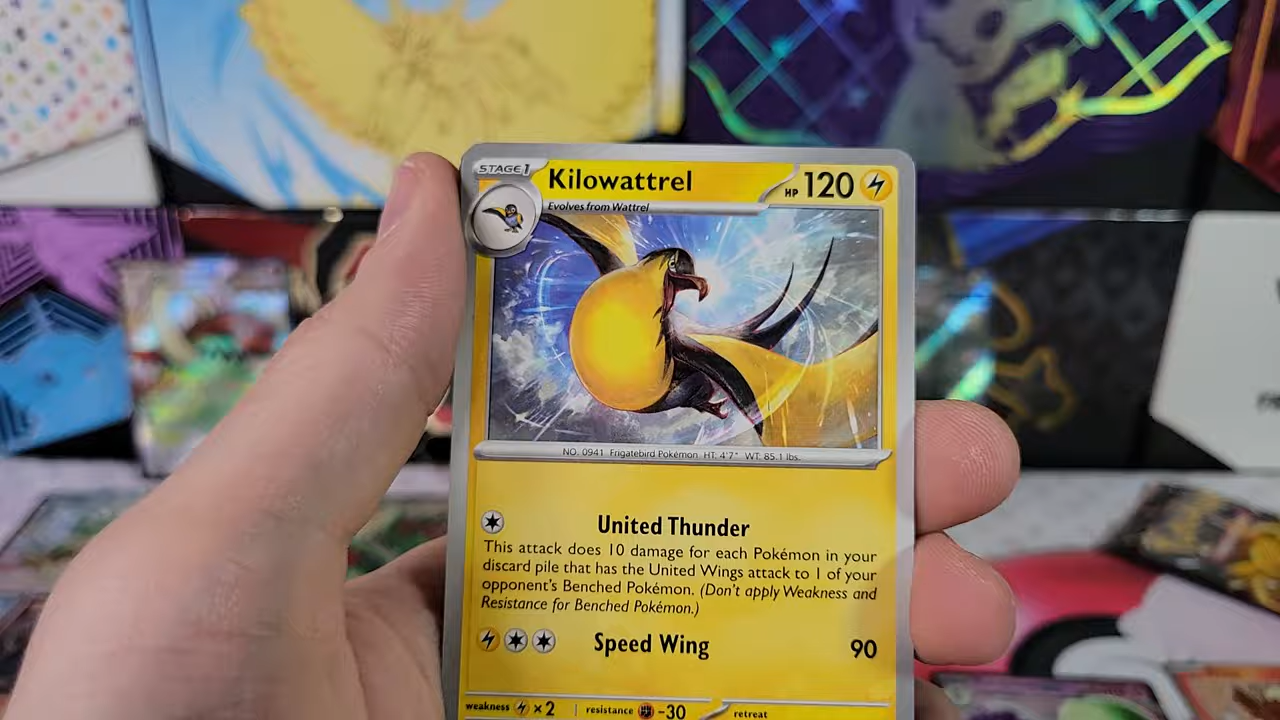 STAGE 1
Kilowattrel
HP 120
Evolves from Wattrel
NO. 0941 Frigatebird Pokémon HT: 4'7" WT: 85.1 lbs.
United Thunder
This attack does 10 damage for each Pokémon in your
discard pile that has the United Wings attack to 1 of your
opponent's Benched Pokémon. (Don't apply Weakness and
Resistance for Benched Pokémon.)
Speed Wing 90
weakness ×2 resistance -30 retreat